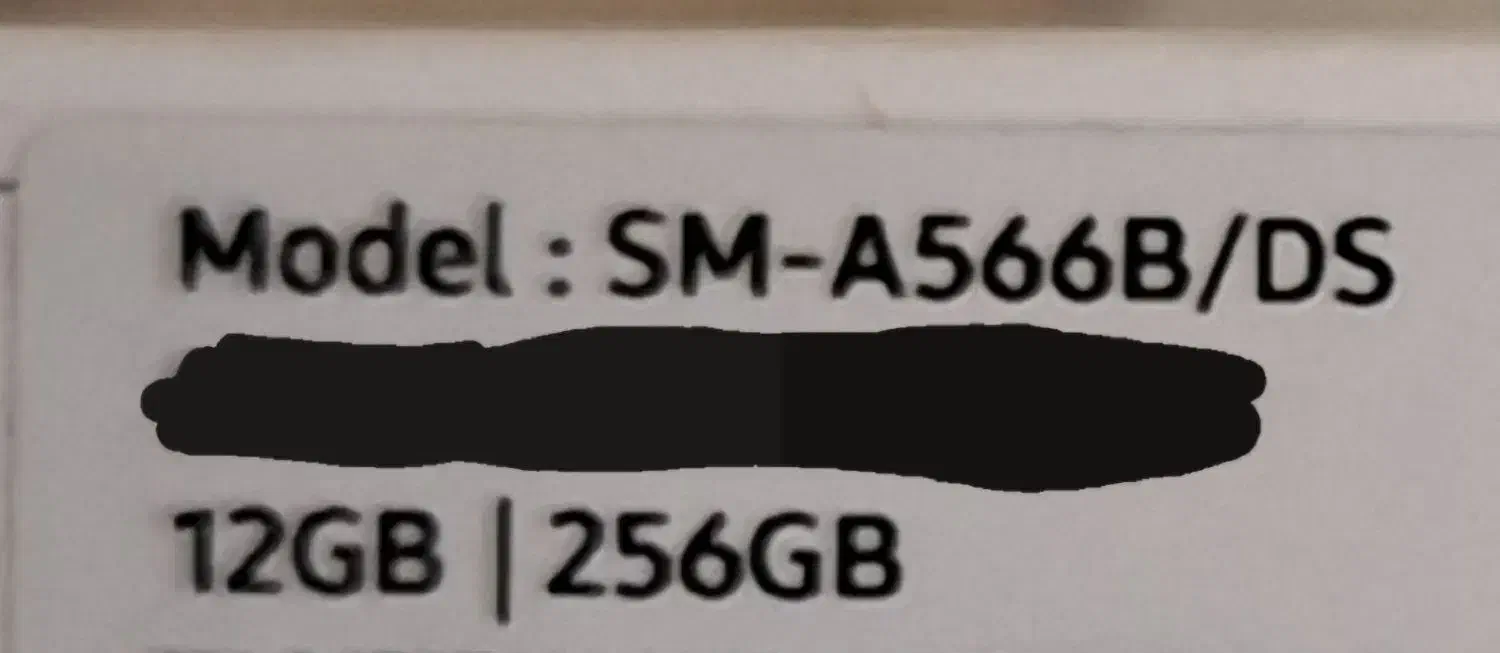 Model : SM-A566B/DS
12GB | 256GB